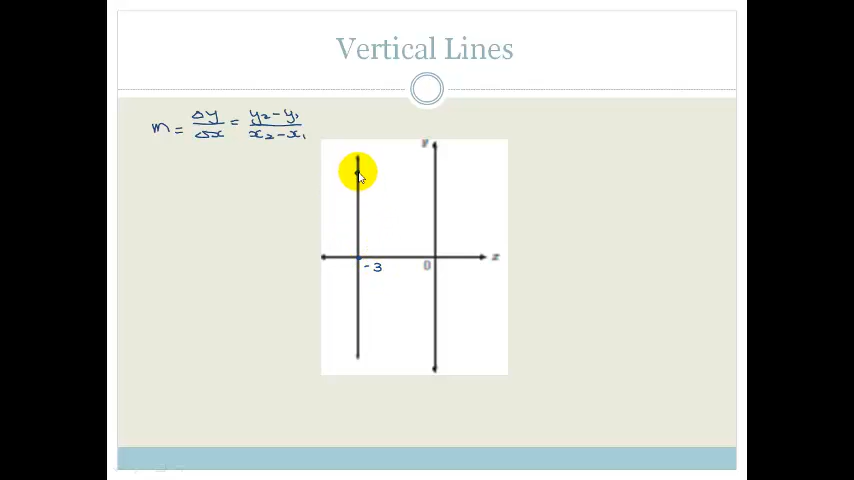 Vertical Lines
m = Δy/Δx = y₂ - y₁/x₂ - x₁
y
-3
0
x